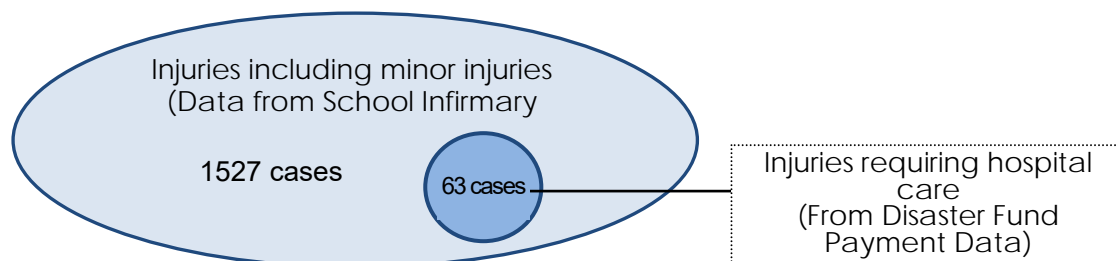 Injuries including minor injuries
(Data from School Infirmary
1527 cases
63 cases
Injuries requiring hospital
care
(From Disaster Fund
Payment Data)